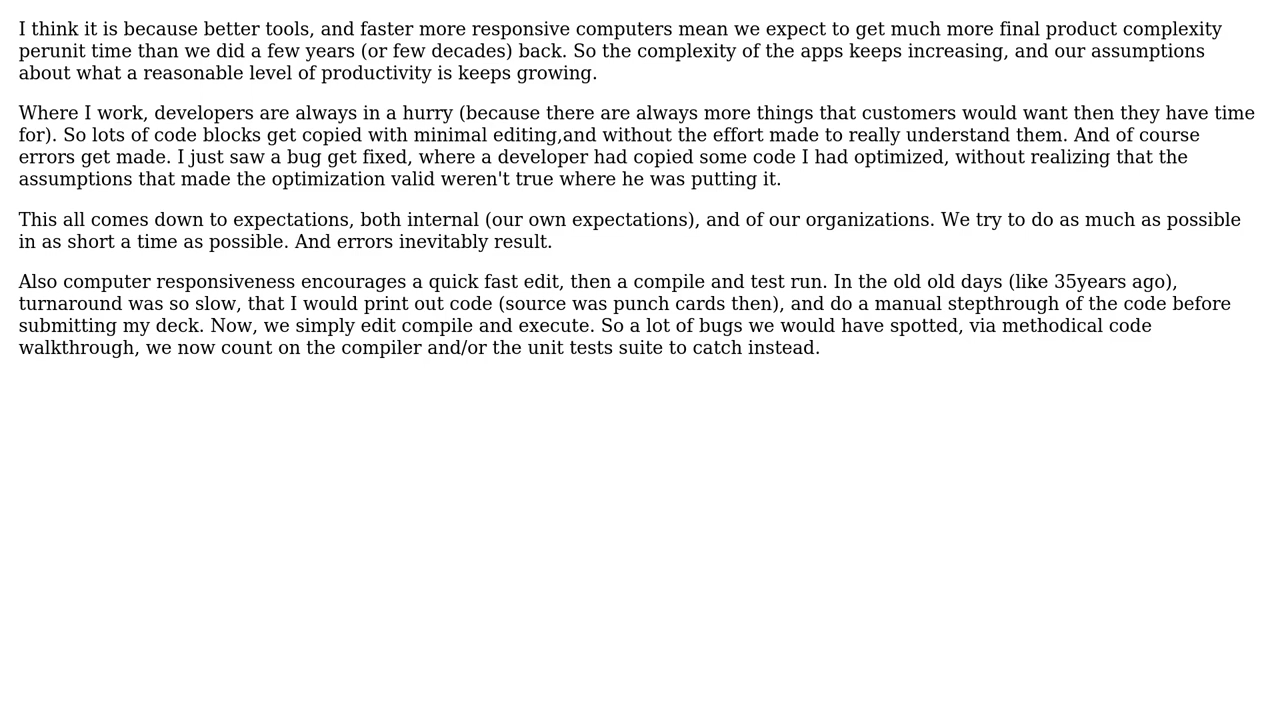 I think it is because better tools, and faster more responsive computers mean we expect to get much more final product complexity
perunit time than we did a few years (or few decades) back. So the complexity of the apps keeps increasing, and our assumptions
about what a reasonable level of productivity is keeps growing.
Where I work, developers are always in a hurry (because there are always more things that customers would want then they have time
for). So lots of code blocks get copied with minimal editing,and without the effort made to really understand them. And of course
errors get made. I just saw a bug get fixed, where a developer had copied some code I had optimized, without realizing that the
assumptions that made the optimization valid weren't true where he was putting it.
This all comes down to expectations, both internal (our own expectations), and of our organizations. We try to do as much as possible
in as short a time as possible. And errors inevitably result.
Also computer responsiveness encourages a quick fast edit, then a compile and test run. In the old old days (like 35years ago),
turnaround was so slow, that I would print out code (source was punch cards then), and do a manual stepthrough of the code before
submitting my deck. Now, we simply edit compile and execute. So a lot of bugs we would have spotted, via methodical code
walkthrough, we now count on the compiler and/or the unit tests suite to catch instead.